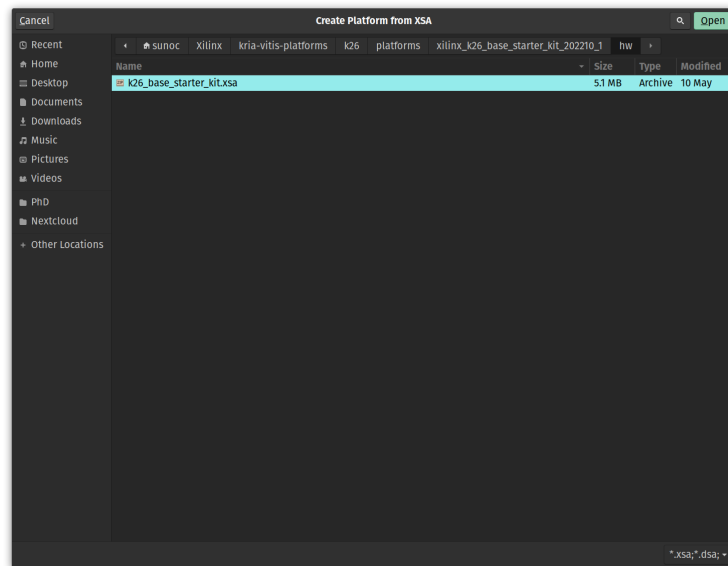 Cancel Create Platform from XSA Open
Recent
Home
Desktop
Documents
Downloads
Music
Pictures
Videos
PhD
Nextcloud
Other Locations
sunoc Xilinx kria-vitis-platforms k26 platforms xilinx_k26_base_starter_kit_202210_1 hw
Name Size Type Modified
k26_base_starter_kit.xsa 5.1 MB Archive 10 May
*.xsa;*.dsa;